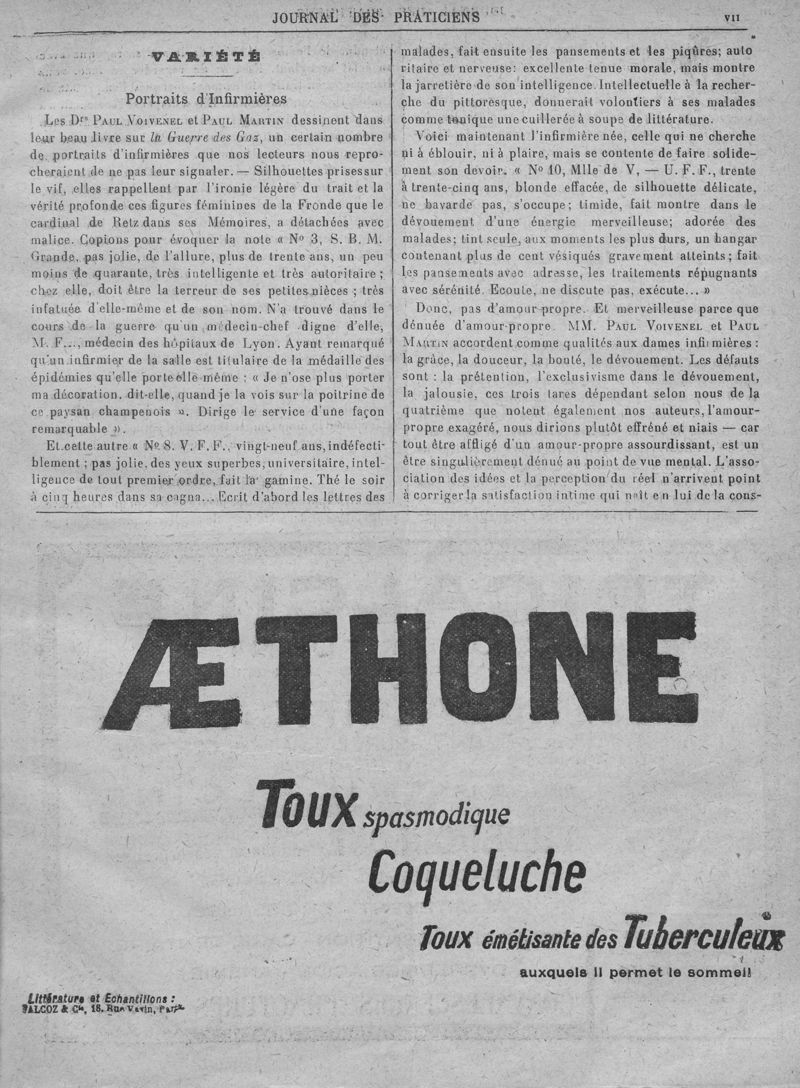 JOURNAL DES PRATICIENS
VII
VARIÉTÉ
Portraits d'Infirmières
Les Drs Paul Voivenel et Paul Martin dessinent dans
leur beau livre sur la Guerre des Gaz, un certain nombre
de portraits d'infirmières que nos lecteurs nous repro-
cheraient de ne pas leur signaler. — Silhouettes prises sur
le vif, elles rappellent par l'ironie légère du trait et la
vérité profonde ces figures féminines de la Fronde que le
cardinal de Retz dans ses Mémoires, a détachées avec
malice. Copions pour évoquer la note « No 3, S. B. M.
Grande, pas jolie, de l'allure, plus de trente ans, un peu
moins de quarante, très intelligente et très autoritaire ;
chez elle, doit être la terreur de ses petites nièces ; très
infatuée d'elle-même et de son nom. N'a trouvé dans le
cours de la guerre qu'un médecin-chef digne d'elle,
M. F..., médecin des hôpitaux de Lyon. Ayant remarqué
qu'un infirmier de la salle est titulaire de la médaille des
épidémies qu'elle porte elle même : « Je n'ose plus porter
ma décoration, dit-elle, quand je la vois sur la poitrine de
ce paysan champenois ». Dirige le service d'une façon
remarquable ».
Et cette autre « No 8. V. F. F., vingt-neuf ans, indéfecti-
blement ; pas jolie, des yeux superbes, universitaire, intel-
ligence de tout premier ordre, fait la gamine. Thé le soir
à cinq heures dans sa cagna... Ecrit d'abord les lettres des
malades, fait ensuite les pansements et les piqûres; auto
ritaire et nerveuse: excellente tenue morale, mais montre
la jarretière de son intelligence. Intellectuelle à la recher-
che du pittoresque, donnerait volontiers à ses malades
comme tonique une cuillerée à soupe de littérature.
Voici maintenant l'infirmière née, celle qui ne cherche
ni à éblouir, ni à plaire, mais se contente de faire solide-
ment son devoir. « No 10, Mlle de V, — U. F. F., trente
à trente-cinq ans, blonde effacée, de silhouette délicate,
ne bavarde pas, s'occupe ; timide, fait montre dans le
dévouement d'une énergie merveilleuse; adorée des
malades; tint seule, aux moments les plus durs, un hangar
contenant plus de cent vésiqués gravement atteints ; fait
les pansements avec adresse, les traitements répugnants
avec sérénité. Ecoute, ne discute pas, exécute... »
Donc, pas d'amour-propre. Et merveilleuse parce que
dénuée d'amour-propre. MM. Paul Voivenel et Paul
Martin accordent comme qualités aux dames infirmières :
la grâce, la douceur, la bonté, le dévouement. Les défauts
sont : la prétention, l'exclusivisme dans le dévouement,
la jalousie, ces trois tares dépendant selon nous de la
quatrième que notent également nos auteurs, l'amour-
propre exagéré, nous dirions plutôt effréné et niais — car
tout être affligé d'un amour-propre assourdissant, est un
être singulièrement dénué au point de vue mental. L'asso-
ciation des idées et la perception du réel n'arrivent point
à corriger la satisfaction intime qui naît en lui de la cons-
ÆTHONE
Toux spasmodique
Coqueluche
Toux émétisante des Tuberculeux
auxquels il permet le sommeil
Littérature et Echantillons :
FALCOZ & Cie, 18, Rue Vavin, Paris